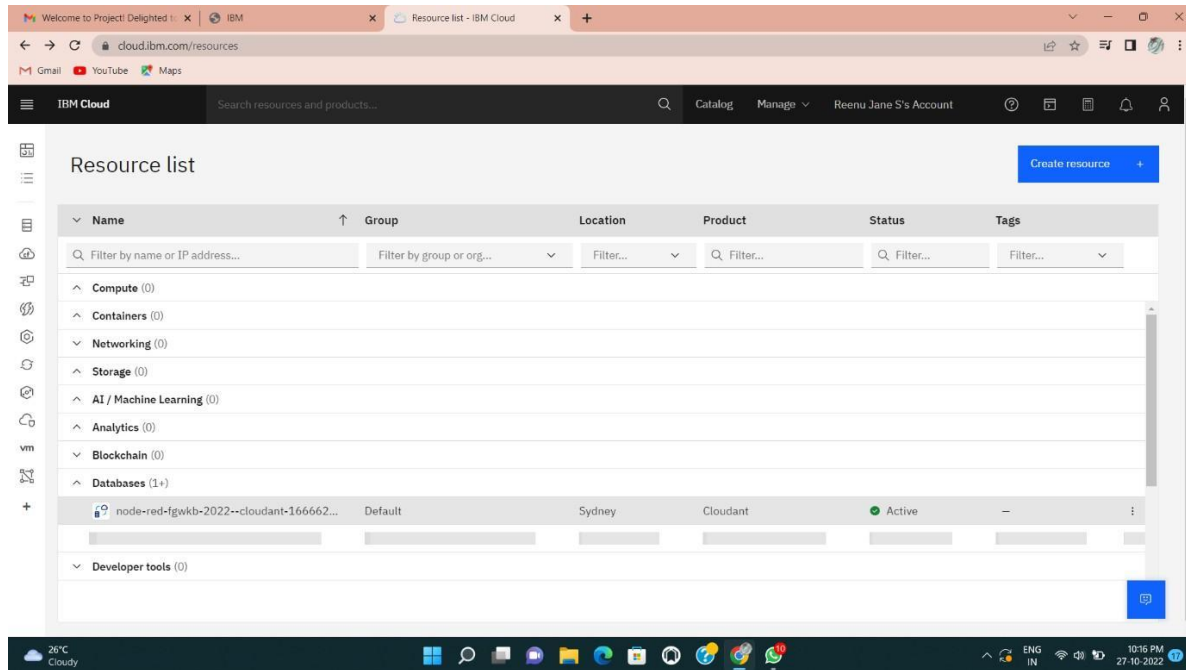 Welcome to Project! Delighted t
IBM
Resource list - IBM Cloud
cloud.ibm.com/resources
Gmail YouTube Maps
IBM Cloud Search resources and products... Catalog Manage Reenu Jane S's Account
Resource list
Create resource +
Name Group Location Product Status Tags
Filter by name or IP address... Filter by group or org... Filter... Filter... Filter... Filter...
Compute (0)
Containers (0)
Networking (0)
Storage (0)
AI / Machine Learning (0)
Analytics (0)
Blockchain (0)
vm
Databases (1+)
node-red-fgwkb-2022--cloudant-166662... Default Sydney Cloudant Active –
Developer tools (0)
26°C
Cloudy
ENG
IN
10:16 PM
27-10-2022
17